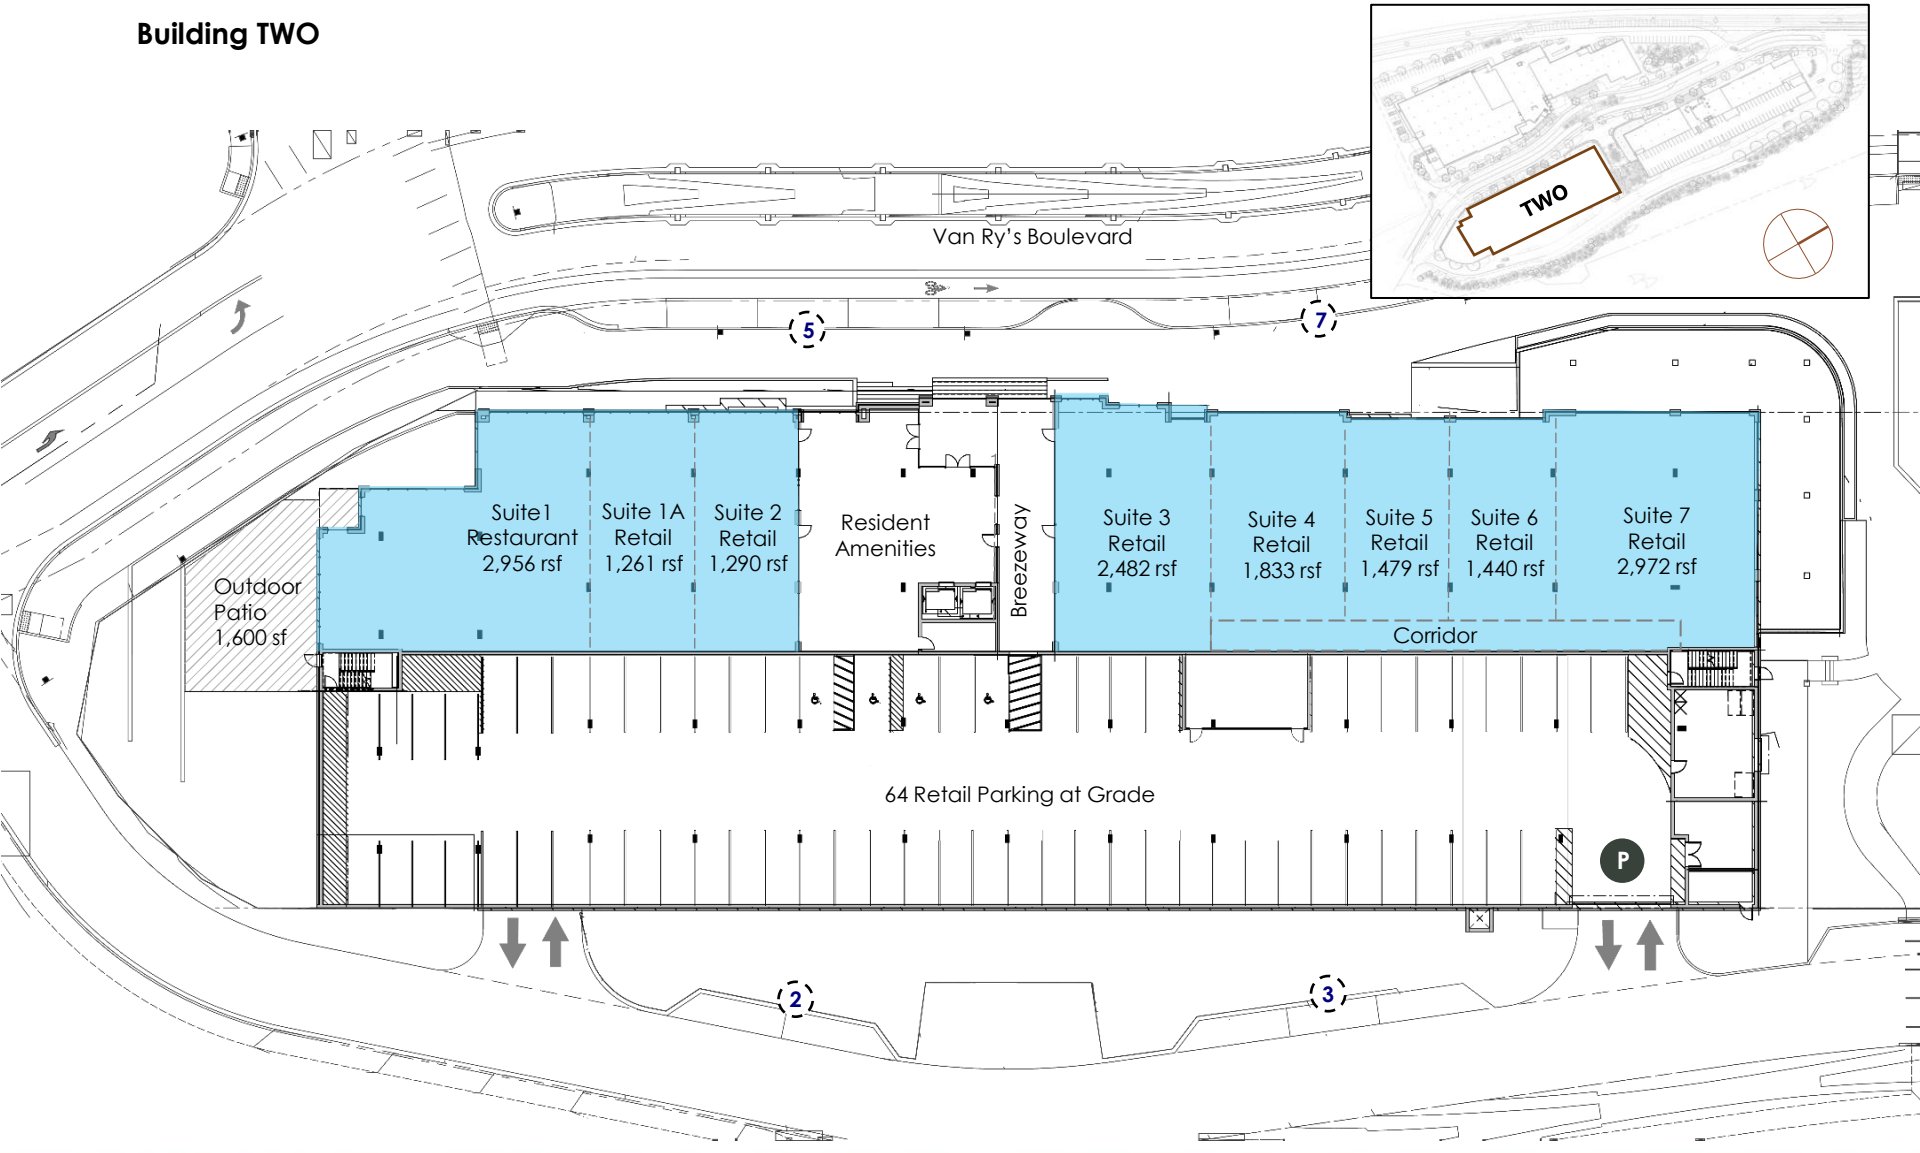 Building TWO
TWO
Van Ry's Boulevard
5
7
Suite1
Restaurant
2,956 rsf
Suite 1A
Retail
1,261 rsf
Suite 2
Retail
1,290 rsf
Resident
Amenities
Breezeway
Suite 3
Retail
2,482 rsf
Suite 4
Retail
1,833 rsf
Suite 5
Retail
1,479 rsf
Suite 6
Retail
1,440 rsf
Suite 7
Retail
2,972 rsf
Corridor
Outdoor
Patio
1,600 sf
64 Retail Parking at Grade
P
2
3